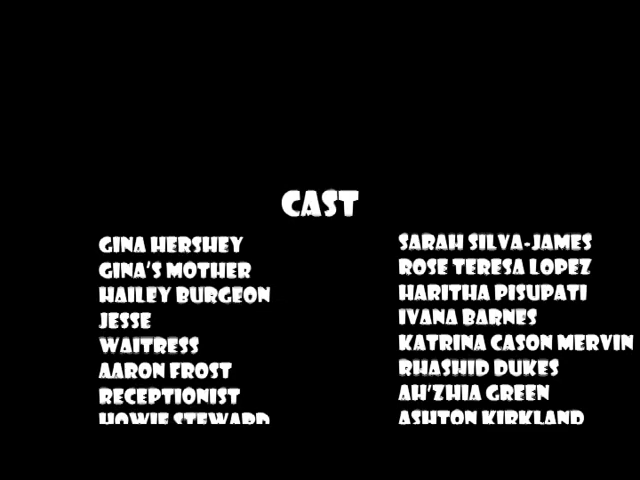 CAST
GINA HERSHEY SARAH SILVA-JAMES
GINA'S MOTHER ROSE TERESA LOPEZ
HAILEY BURGEON HARITHA PISUPATI
JESSE IVANA BARNES
WAITRESS KATRINA CASON MERVIN
AARON FROST RHASHID DUKES
RECEPTIONIST AH'ZHIA GREEN
HOWIE STEWARD ASHTON KIRKLAND